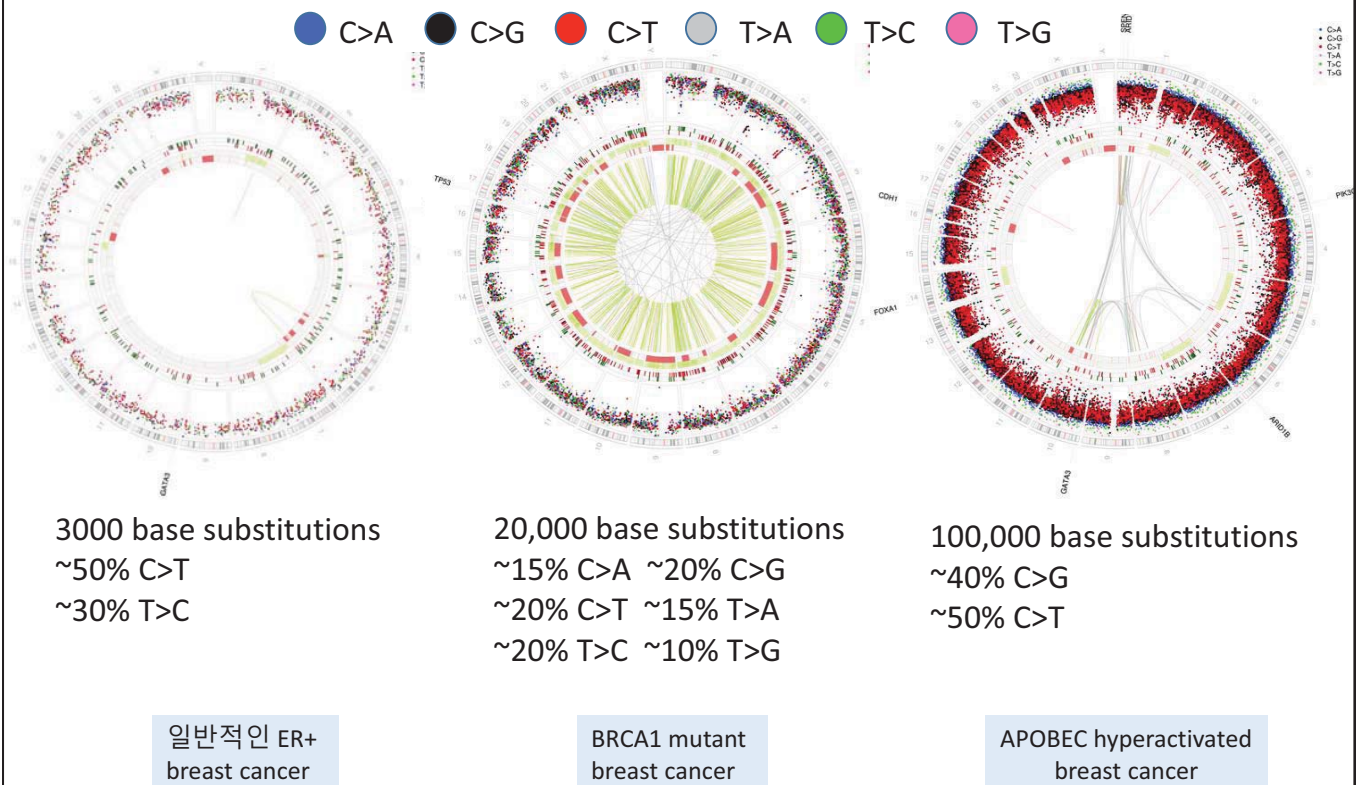 C>A C>G C>T T>A T>C T>G
C>A
C>G
C>T
T>A
T>C
T>G
GATA3
TP53
CDH1
FOXA1
GATA3
ARID1B
3000 base substitutions
~50% C>T
~30% T>C
20,000 base substitutions
~15% C>A ~20% C>G
~20% C>T ~15% T>A
~20% T>C ~10% T>G
100,000 base substitutions
~40% C>G
~50% C>T
일반적인 ER+
breast cancer
BRCA1 mutant
breast cancer
APOBEC hyperactivated
breast cancer